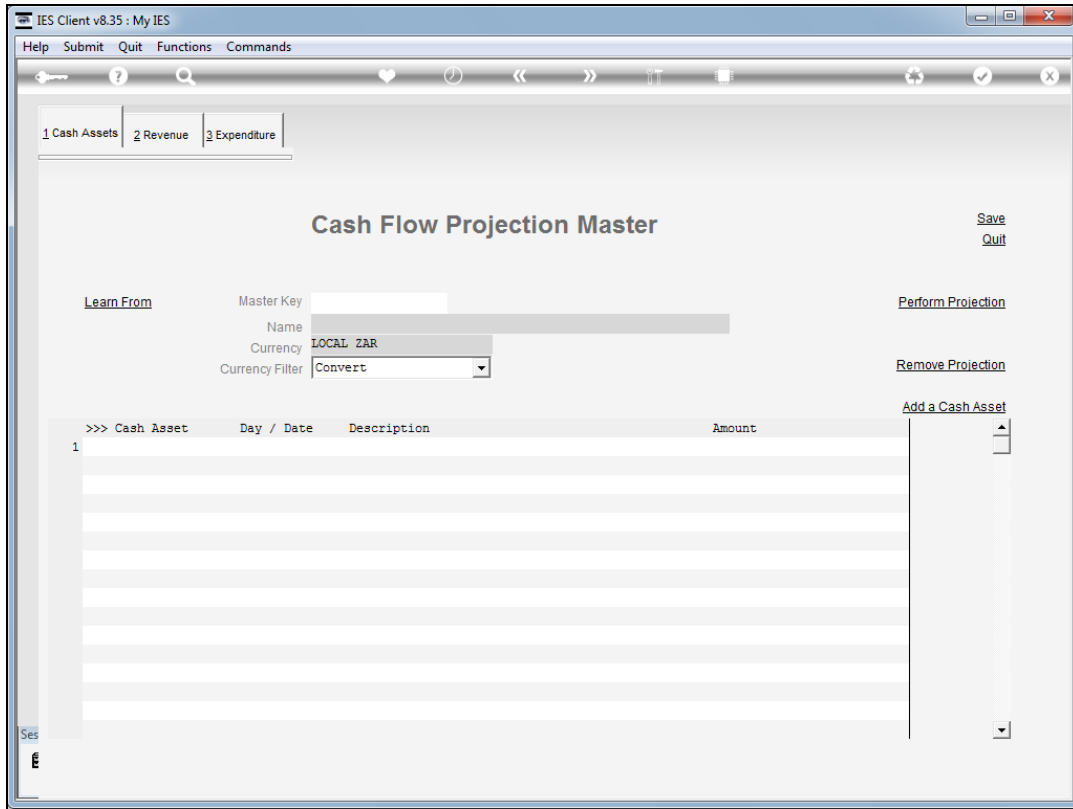 IES Client v8.35 : My IES
Help Submit Quit Functions Commands
1 Cash Assets 2 Revenue 3 Expenditure
Cash Flow Projection Master
Save
Quit
Learn From Master Key Perform Projection
Name
Currency LOCAL ZAR
Currency Filter Convert Remove Projection
Add a Cash Asset
>>> Cash Asset Day / Date Description Amount
1
Ses